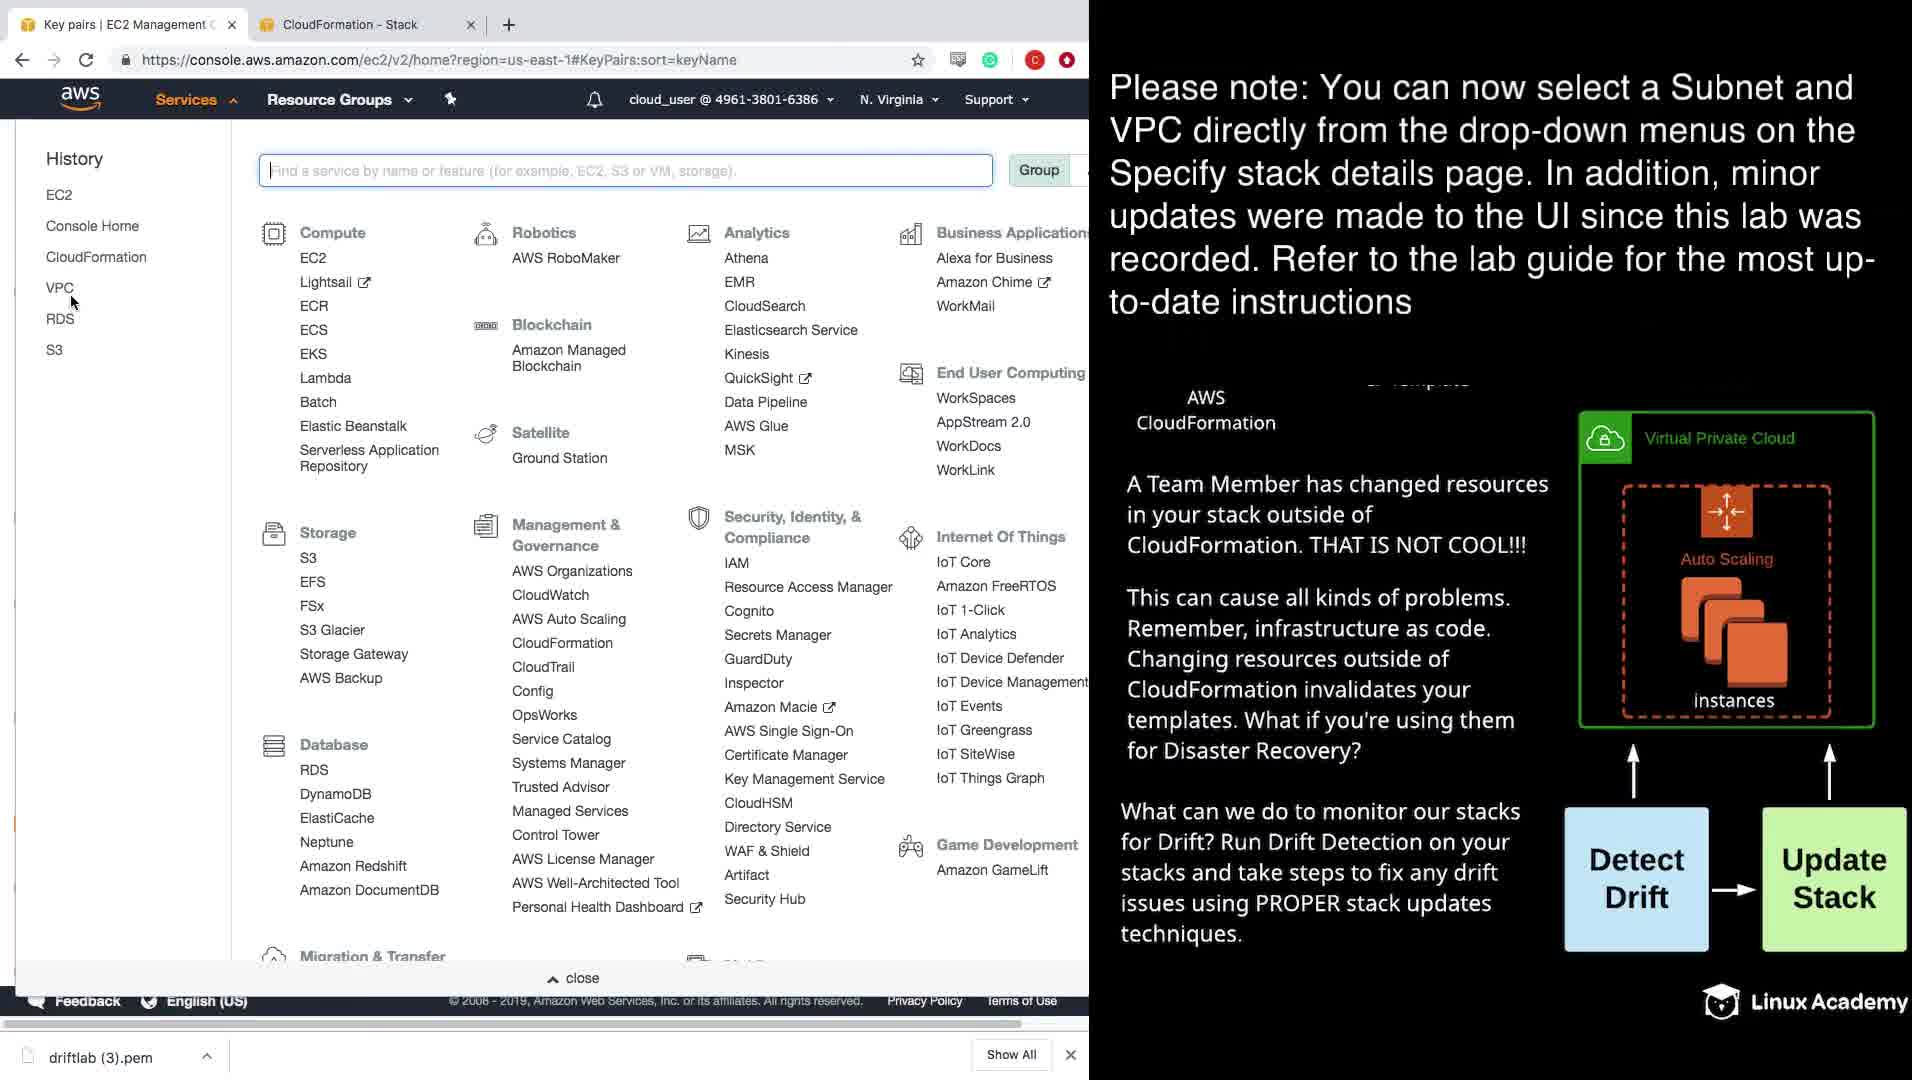 Key pairs | EC2 Management C
CloudFormation - Stack
https://console.aws.amazon.com/ec2/v2/home?region=us-east-1#KeyPairs:sort=keyName
aws
Services
Resource Groups
cloud_user @ 4961-3801-6386
N. Virginia
Support
History
EC2
Console Home
CloudFormation
VPC
RDS
S3
Find a service by name or feature (for example, EC2, S3 or VM, storage).
Group
Compute
EC2
Lightsail
ECR
ECS
EKS
Lambda
Batch
Elastic Beanstalk
Serverless Application
Repository
Storage
S3
EFS
FSx
S3 Glacier
Storage Gateway
AWS Backup
Database
RDS
DynamoDB
ElastiCache
Neptune
Amazon Redshift
Amazon DocumentDB
Migration & Transfer
Robotics
AWS RoboMaker
Blockchain
Amazon Managed
Blockchain
Satellite
Ground Station
Management &
Governance
AWS Organizations
CloudWatch
AWS Auto Scaling
CloudFormation
CloudTrail
Config
OpsWorks
Service Catalog
Systems Manager
Trusted Advisor
Managed Services
Control Tower
AWS License Manager
AWS Well-Architected Tool
Personal Health Dashboard
Analytics
Athena
EMR
CloudSearch
Elasticsearch Service
Kinesis
QuickSight
Data Pipeline
AWS Glue
MSK
Security, Identity, &
Compliance
IAM
Resource Access Manager
Cognito
Secrets Manager
GuardDuty
Inspector
Amazon Macie
AWS Single Sign-On
Certificate Manager
Key Management Service
CloudHSM
Directory Service
WAF & Shield
Artifact
Security Hub
Business Applications
Alexa for Business
Amazon Chime
WorkMail
End User Computing
WorkSpaces
AppStream 2.0
WorkDocs
WorkLink
Internet Of Things
IoT Core
Amazon FreeRTOS
IoT 1-Click
IoT Analytics
IoT Device Defender
IoT Device Management
IoT Events
IoT Greengrass
IoT SiteWise
IoT Things Graph
Game Development
Amazon GameLift
close
Feedback
English (US)
© 2008 - 2019, Amazon Web Services, Inc. or its affiliates. All rights reserved.
Privacy Policy
Terms of Use
driftlab (3).pem
Show All
Please note: You can now select a Subnet and
VPC directly from the drop-down menus on the
Specify stack details page. In addition, minor
updates were made to the UI since this lab was
recorded. Refer to the lab guide for the most up-
to-date instructions
AWS
CloudFormation
A Team Member has changed resources
in your stack outside of
CloudFormation. THAT IS NOT COOL!!!
This can cause all kinds of problems.
Remember, infrastructure as code.
Changing resources outside of
CloudFormation invalidates your
templates. What if you're using them
for Disaster Recovery?
What can we do to monitor our stacks
for Drift? Run Drift Detection on your
stacks and take steps to fix any drift
issues using PROPER stack updates
techniques.
Virtual Private Cloud
Auto Scaling
instances
Detect
Drift
Update
Stack
Linux Academy